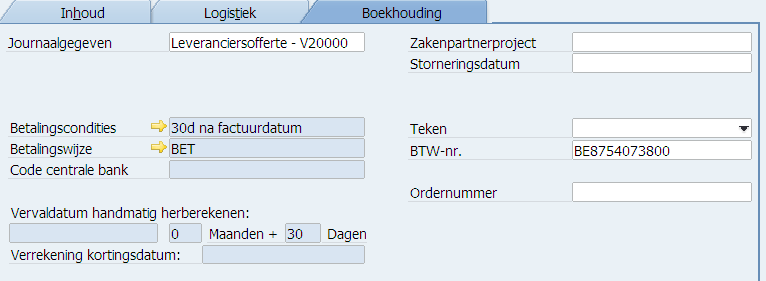 Inhoud Logistiek Boekhouding
Journaalgegeven Leveranciersofferte - V20000 Zakenpartnerproject
Storneringsdatum
Betalingscondities 30d na factuurdatum Teken
Betalingswijze BET BTW-nr. BE8754073800
Code centrale bank
Ordernummer
Vervaldatum handmatig herberekenen:
0 Maanden + 30 Dagen
Verrekening kortingsdatum: